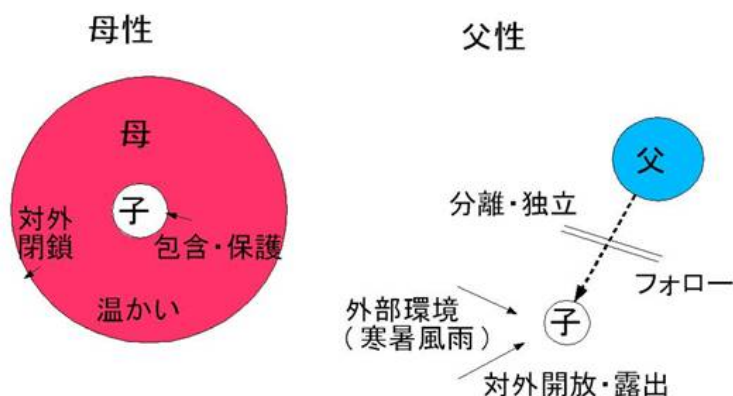 母性
母
子
対外
閉鎖
包含・保護
温かい
父性
父
分離・独立
フォロー
外部環境
(寒暑風雨)
子
対外開放・露出